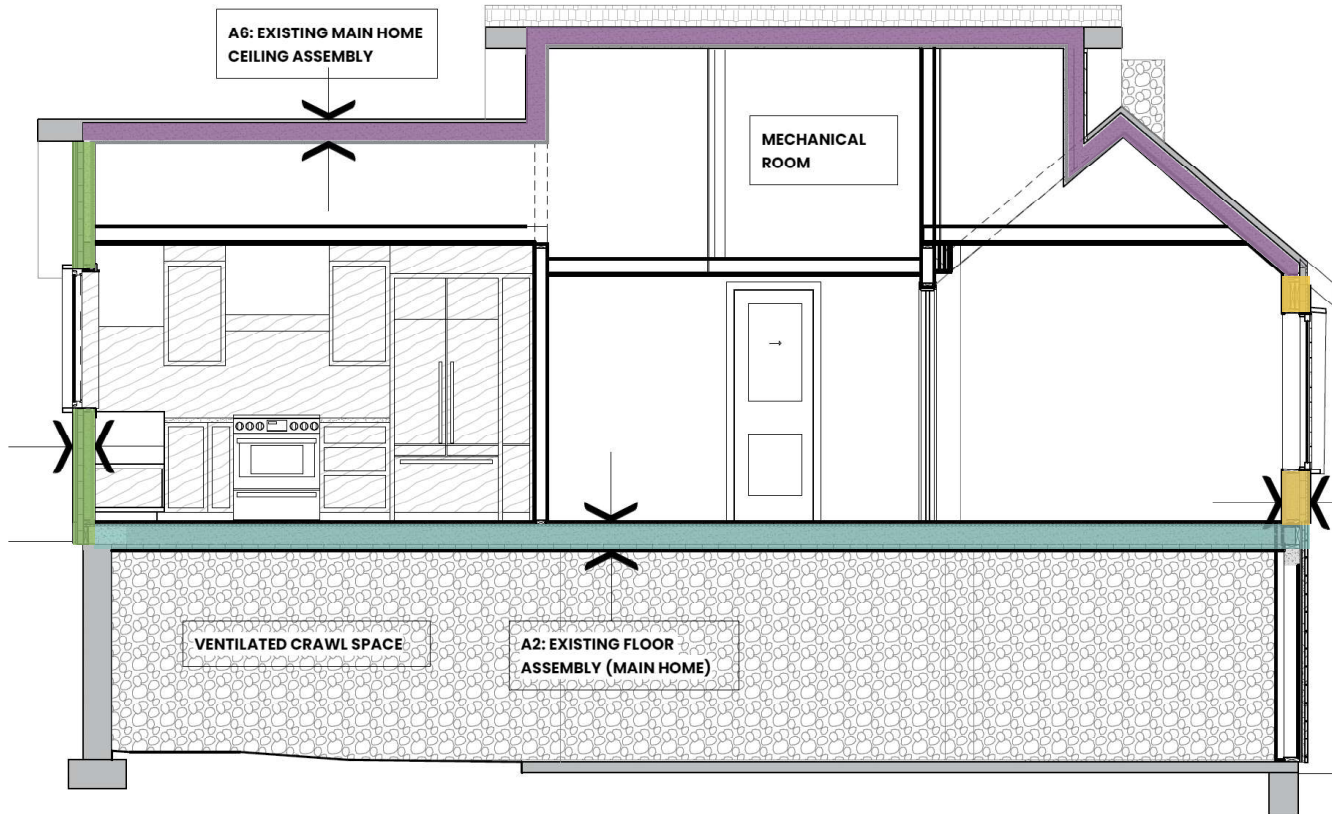 A6: EXISTING MAIN HOME
CEILING ASSEMBLY
MECHANICAL
ROOM
VENTILATED CRAWL SPACE
A2: EXISTING FLOOR
ASSEMBLY (MAIN HOME)